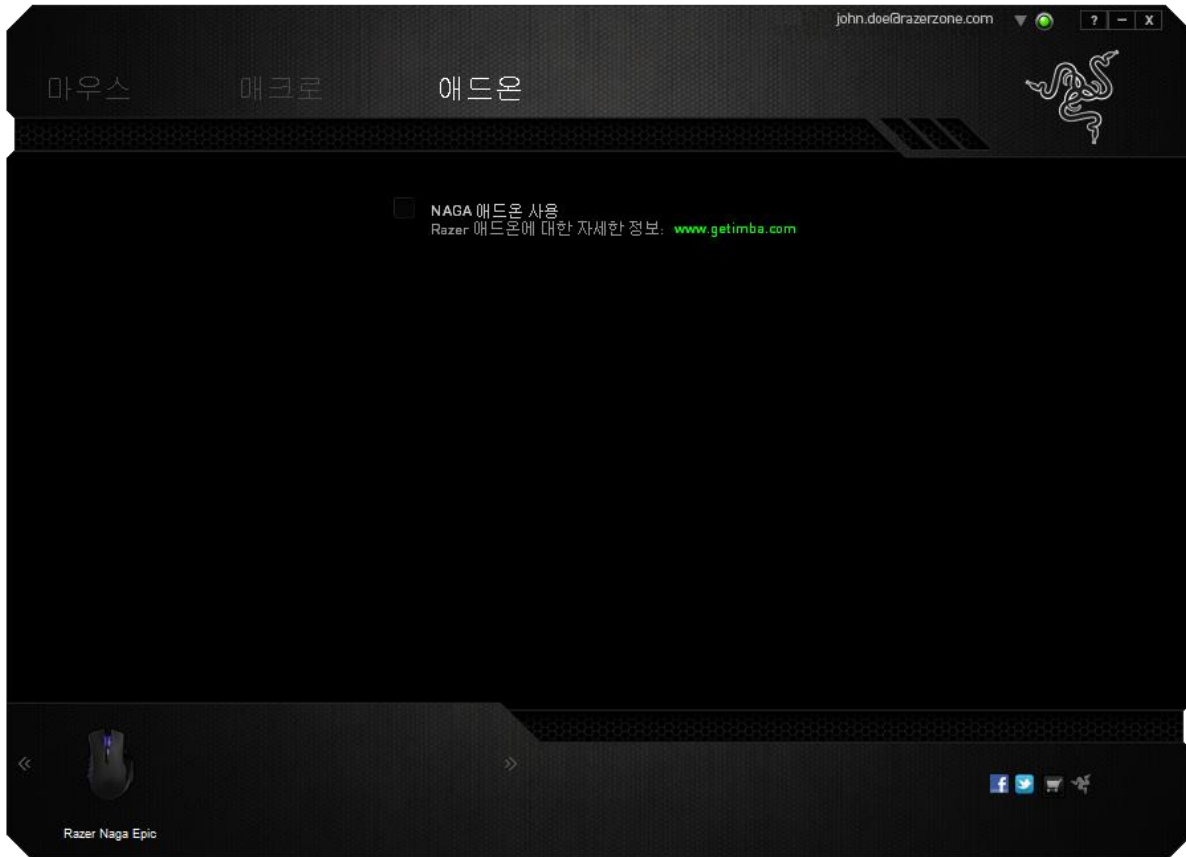 john.doe@razerzone.com ? – X
마우스 매크로 애드온
NAGA 애드온 사용
Razer 애드온에 대한 자세한 정보: www.getimba.com
« »
Razer Naga Epic